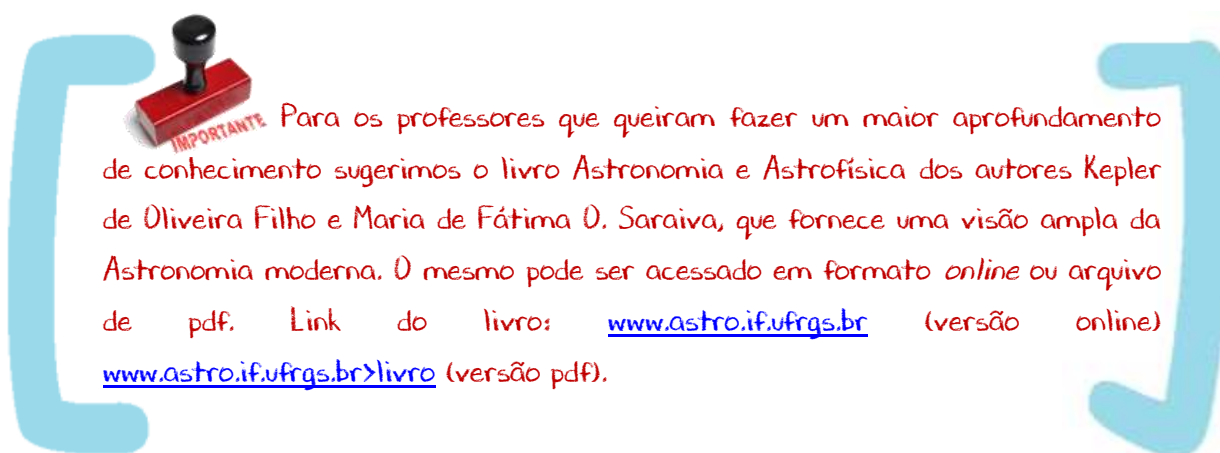 IMPORTANTE Para os professores que queiram fazer um maior aprofundamento
de conhecimento sugerimos o livro Astronomia e Astrofísica dos autores Kepler
de Oliveira Filho e Maria de Fátima O. Saraiva, que fornece uma visão ampla da
Astronomia moderna. O mesmo pode ser acessado em formato online ou arquivo
de pdf. Link do livro: www.astro.if.ufrgs.br (versão online)
www.astro.if.ufrgs.br>livro (versão pdf).